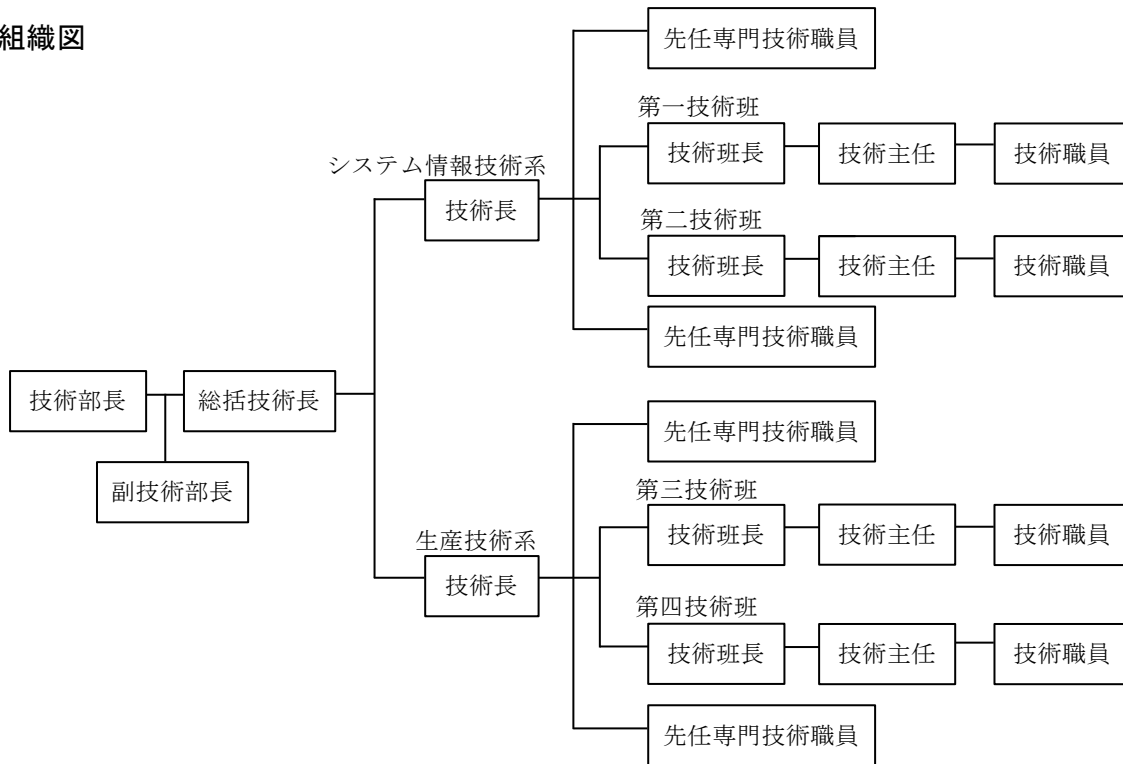 組織図
先任専門技術職員
第一技術班
技術班長 技術主任 技術職員
システム情報技術系
技術長
第二技術班
技術班長 技術主任 技術職員
先任専門技術職員
技術部長 総括技術長
副技術部長
先任専門技術職員
第三技術班
技術班長 技術主任 技術職員
生産技術系
技術長
第四技術班
技術班長 技術主任 技術職員
先任専門技術職員